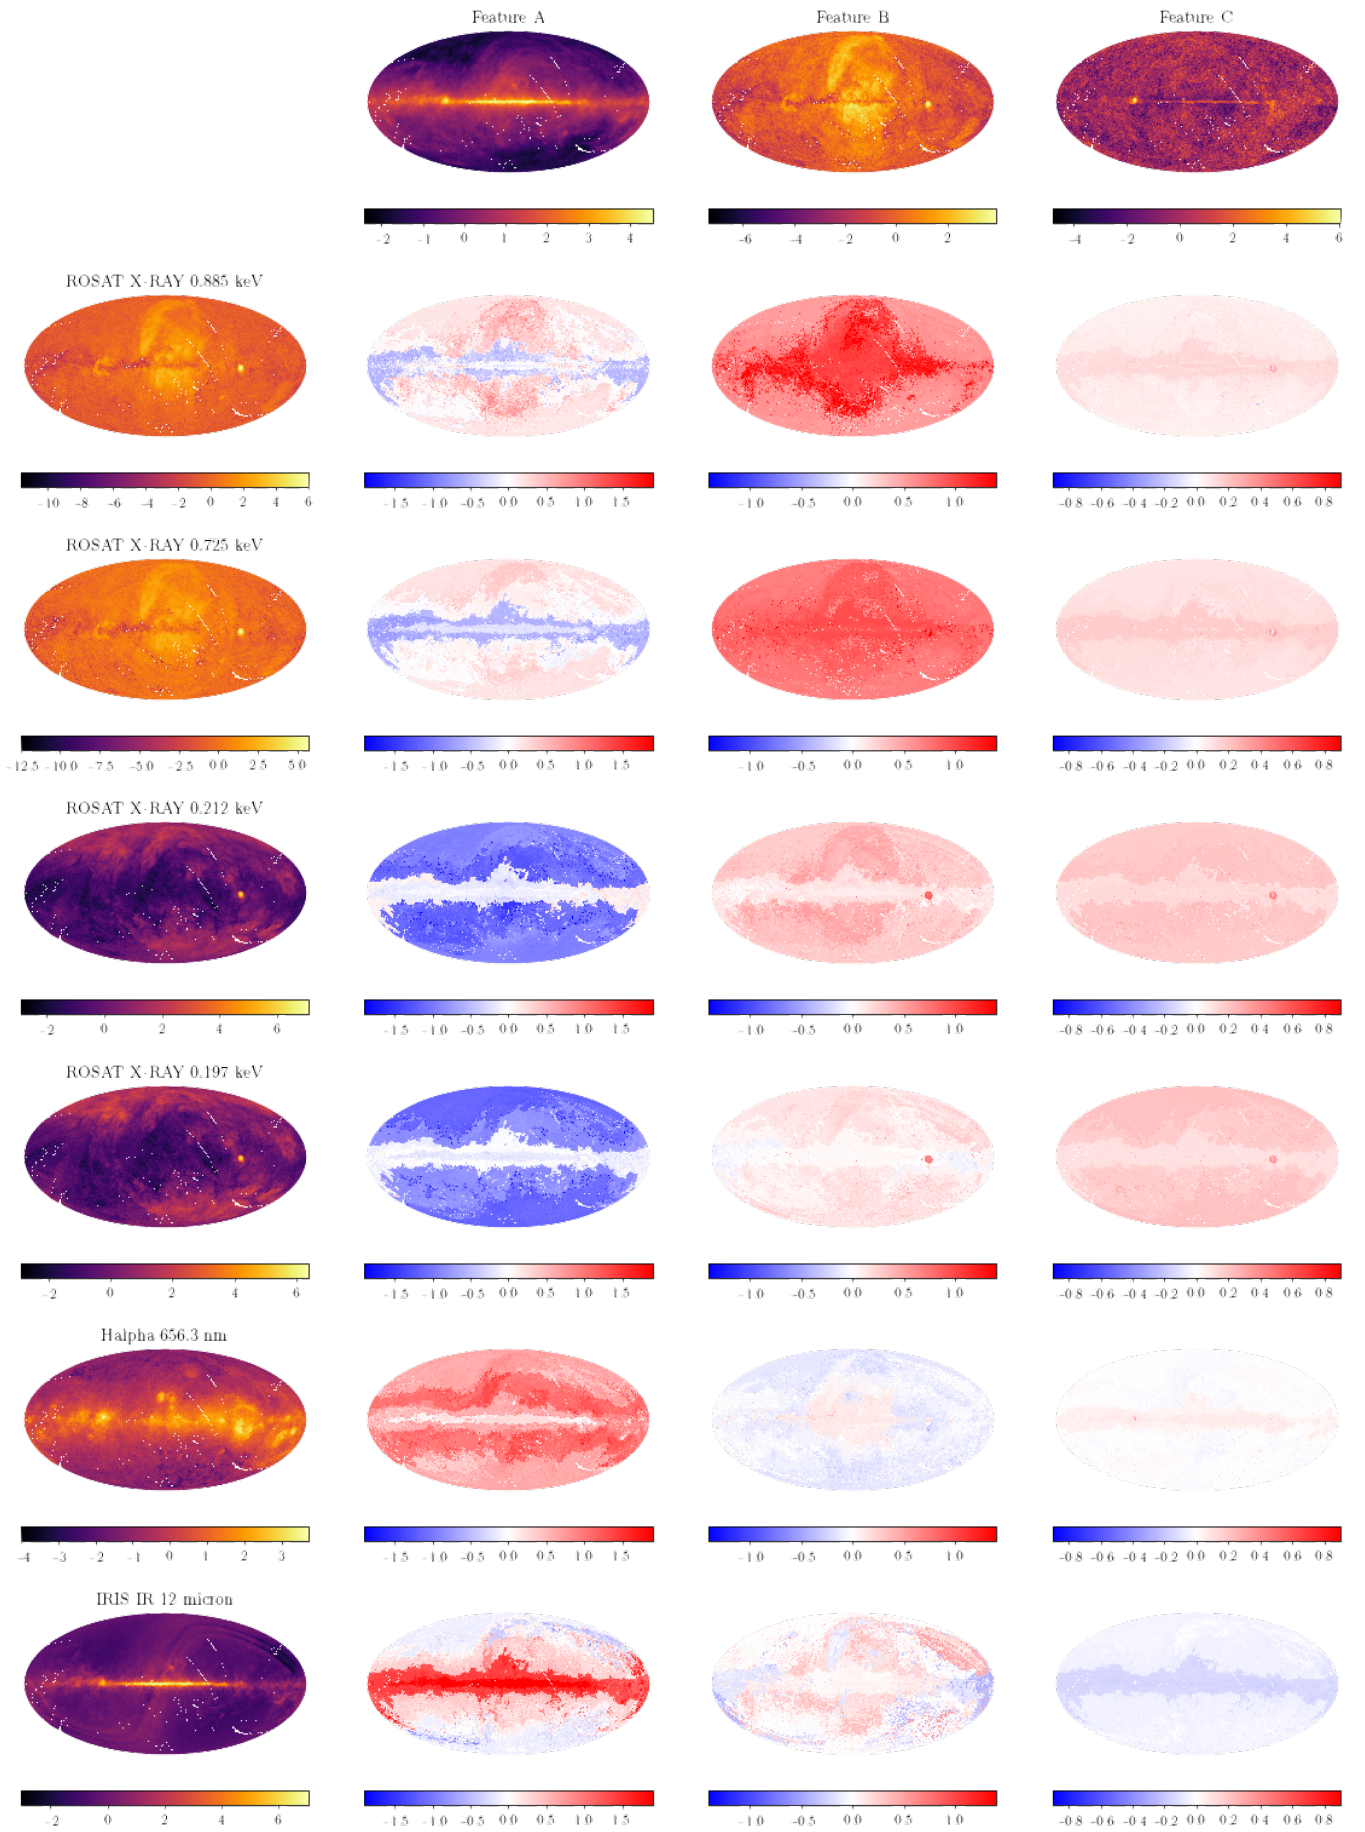 Feature A Feature B Feature C
-2 -1 0 1 2 3 4 -6 -4 -2 0 2 -4 -2 0 2 4 6
ROSAT X-RAY 0.885 keV
-10 -8 -6 -4 -2 0 2 4 6 -1.5 -1.0 -0.5 0.0 0.5 1.0 1.5 -1.0 -0.5 0.0 0.5 1.0 -0.8 -0.6 -0.4 -0.2 0.0 0.2 0.4 0.6 0.8
ROSAT X-RAY 0.725 keV
-12.5 -10.0 -7.5 -5.0 -2.5 0.0 2.5 5.0 -1.5 -1.0 -0.5 0.0 0.5 1.0 1.5 -1.0 -0.5 0.0 0.5 1.0 -0.8 -0.6 -0.4 -0.2 0.0 0.2 0.4 0.6 0.8
ROSAT X-RAY 0.212 keV
-2 0 2 4 6 -1.5 -1.0 -0.5 0.0 0.5 1.0 1.5 -1.0 -0.5 0.0 0.5 1.0 -0.8 -0.6 -0.4 -0.2 0.0 0.2 0.4 0.6 0.8
ROSAT X-RAY 0.197 keV
-2 0 2 4 6 -1.5 -1.0 -0.5 0.0 0.5 1.0 1.5 -1.0 -0.5 0.0 0.5 1.0 -0.8 -0.6 -0.4 -0.2 0.0 0.2 0.4 0.6 0.8
Halpha 656.3 nm
-4 -3 -2 -1 0 1 2 3 -1.5 -1.0 -0.5 0.0 0.5 1.0 1.5 -1.0 -0.5 0.0 0.5 1.0 -0.8 -0.6 -0.4 -0.2 0.0 0.2 0.4 0.6 0.8
IRIS IR 12 micron
-2 0 2 4 6 -1.5 -1.0 -0.5 0.0 0.5 1.0 1.5 -1.0 -0.5 0.0 0.5 1.0 -0.8 -0.6 -0.4 -0.2 0.0 0.2 0.4 0.6 0.8